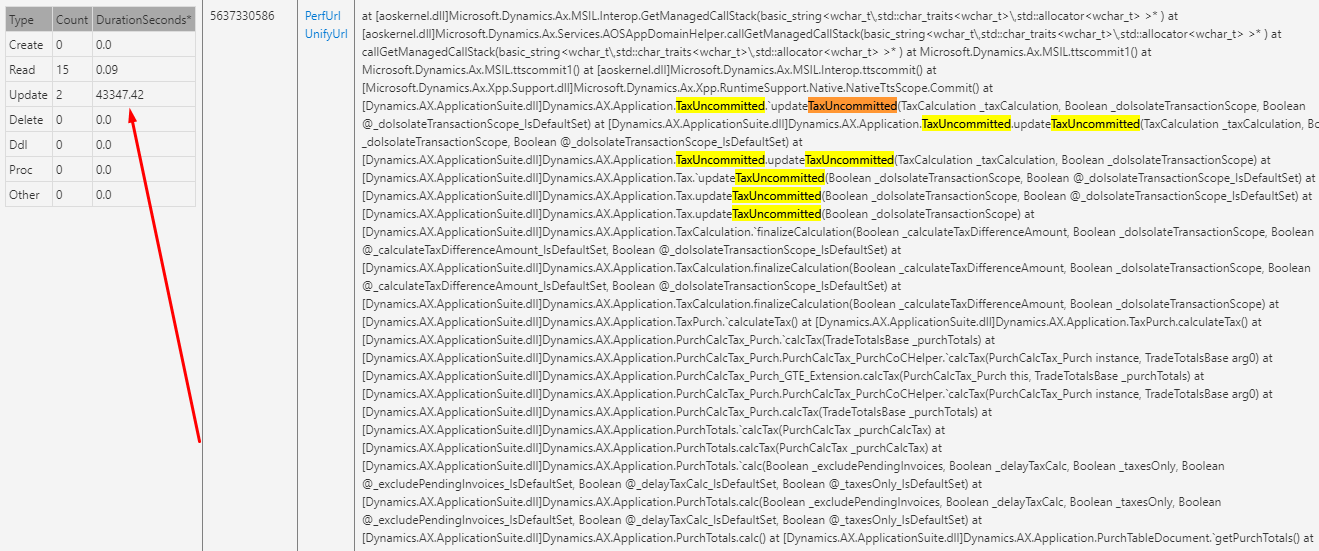 Type Count DurationSeconds*
Create 0 0.0
Read 15 0.09
Update 2 43347.42
Delete 0 0.0
Ddl 0 0.0
Proc 0 0.0
Other 0 0.0
5637330586
PerfUrl
UnifyUrl
at [aoskernel.dll]Microsoft.Dynamics.Ax.MSIL.Interop.GetManagedCallStack(basic_string<wchar_t\,std::char_traits<wchar_t>\,std::allocator<wchar_t> >* ) at
[aoskernel.dll]Microsoft.Dynamics.Ax.Services.AOSAppDomainHelper.callGetManagedCallStack(basic_string<wchar_t\,std::char_traits<wchar_t>\,std::allocator<wchar_t> >* ) at
callGetManagedCallStack(basic_string<wchar_t\,std::char_traits<wchar_t>\,std::allocator<wchar_t> >* ) at Microsoft.Dynamics.Ax.MSIL.ttscommit1() at
Microsoft.Dynamics.Ax.MSIL.ttscommit1() at [aoskernel.dll]Microsoft.Dynamics.Ax.MSIL.Interop.ttscommit() at
[Microsoft.Dynamics.Ax.Xpp.Support.dll]Microsoft.Dynamics.Ax.Xpp.RuntimeSupport.Native.NativeTtsScope.Commit() at
[Dynamics.AX.ApplicationSuite.dll]Dynamics.AX.Application.TaxUncommitted.`updateTaxUncommitted(TaxCalculation _taxCalculation, Boolean _doIsolateTransactionScope, Boolean
@_doIsolateTransactionScope_IsDefaultSet) at [Dynamics.AX.ApplicationSuite.dll]Dynamics.AX.Application.TaxUncommitted.updateTaxUncommitted(TaxCalculation _taxCalculation, Bo
_doIsolateTransactionScope, Boolean @_doIsolateTransactionScope_IsDefaultSet) at
[Dynamics.AX.ApplicationSuite.dll]Dynamics.AX.Application.TaxUncommitted.updateTaxUncommitted(TaxCalculation _taxCalculation, Boolean _doIsolateTransactionScope) at
[Dynamics.AX.ApplicationSuite.dll]Dynamics.AX.Application.Tax.`updateTaxUncommitted(Boolean _doIsolateTransactionScope, Boolean @_doIsolateTransactionScope_IsDefaultSet) at
[Dynamics.AX.ApplicationSuite.dll]Dynamics.AX.Application.Tax.updateTaxUncommitted(Boolean _doIsolateTransactionScope, Boolean @_doIsolateTransactionScope_IsDefaultSet) at
[Dynamics.AX.ApplicationSuite.dll]Dynamics.AX.Application.Tax.updateTaxUncommitted(Boolean _doIsolateTransactionScope) at
[Dynamics.AX.ApplicationSuite.dll]Dynamics.AX.Application.TaxCalculation.`finalizeCalculation(Boolean _calculateTaxDifferenceAmount, Boolean _doIsolateTransactionScope, Boolean
@_calculateTaxDifferenceAmount_IsDefaultSet, Boolean @_doIsolateTransactionScope_IsDefaultSet) at
[Dynamics.AX.ApplicationSuite.dll]Dynamics.AX.Application.TaxCalculation.finalizeCalculation(Boolean _calculateTaxDifferenceAmount, Boolean _doIsolateTransactionScope, Boolean
@_calculateTaxDifferenceAmount_IsDefaultSet, Boolean @_doIsolateTransactionScope_IsDefaultSet) at
[Dynamics.AX.ApplicationSuite.dll]Dynamics.AX.Application.TaxCalculation.finalizeCalculation(Boolean _calculateTaxDifferenceAmount, Boolean _doIsolateTransactionScope) at
[Dynamics.AX.ApplicationSuite.dll]Dynamics.AX.Application.TaxPurch.`calculateTax() at [Dynamics.AX.ApplicationSuite.dll]Dynamics.AX.Application.TaxPurch.calculateTax() at
[Dynamics.AX.ApplicationSuite.dll]Dynamics.AX.Application.PurchCalcTax_Purch.`calcTax(TradeTotalsBase _purchTotals) at
[Dynamics.AX.ApplicationSuite.dll]Dynamics.AX.Application.PurchCalcTax_Purch.PurchCalcTax_PurchCoCHelper.`calcTax(PurchCalcTax_Purch instance, TradeTotalsBase arg0) at
[Dynamics.AX.ApplicationSuite.dll]Dynamics.AX.Application.PurchCalcTax_Purch_GTE_Extension.calcTax(PurchCalcTax_Purch this, TradeTotalsBase _purchTotals) at
[Dynamics.AX.ApplicationSuite.dll]Dynamics.AX.Application.PurchCalcTax_Purch.PurchCalcTax_PurchCoCHelper.`calcTax(PurchCalcTax_Purch instance, TradeTotalsBase arg0) at
[Dynamics.AX.ApplicationSuite.dll]Dynamics.AX.Application.PurchCalcTax_Purch.calcTax(TradeTotalsBase _purchTotals) at
[Dynamics.AX.ApplicationSuite.dll]Dynamics.AX.Application.PurchTotals.`calcTax(PurchCalcTax _purchCalcTax) at
[Dynamics.AX.ApplicationSuite.dll]Dynamics.AX.Application.PurchTotals.calcTax(PurchCalcTax _purchCalcTax) at
[Dynamics.AX.ApplicationSuite.dll]Dynamics.AX.Application.PurchTotals.`calc(Boolean _excludePendingInvoices, Boolean _delayTaxCalc, Boolean _taxesOnly, Boolean
@_excludePendingInvoices_IsDefaultSet, Boolean @_delayTaxCalc_IsDefaultSet, Boolean @_taxesOnly_IsDefaultSet) at
[Dynamics.AX.ApplicationSuite.dll]Dynamics.AX.Application.PurchTotals.calc(Boolean _excludePendingInvoices, Boolean _delayTaxCalc, Boolean _taxesOnly, Boolean
@_excludePendingInvoices_IsDefaultSet, Boolean @_delayTaxCalc_IsDefaultSet, Boolean @_taxesOnly_IsDefaultSet) at
[Dynamics.AX.ApplicationSuite.dll]Dynamics.AX.Application.PurchTotals.calc() at [Dynamics.AX.ApplicationSuite.dll]Dynamics.AX.Application.PurchTableDocument.`getPurchTotals() at